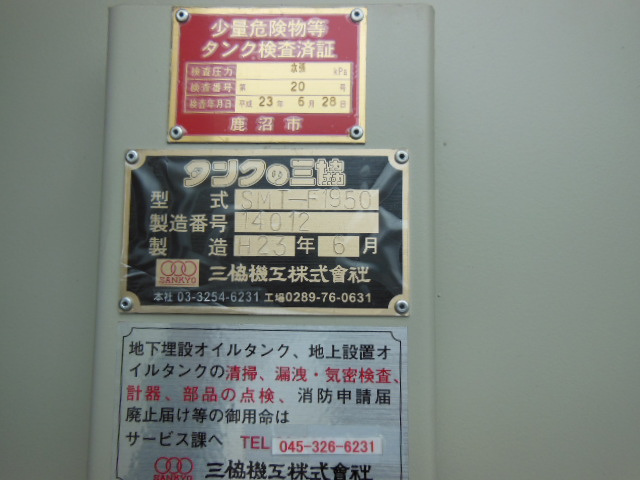 少量危険物等
タンク検査済証
検査圧力 水張 kPa
検査番号 第 20 号
検査年月日 平成 23 年 6 月 28 日
鹿沼市
タンクの三協
型式 SMT-F1950
製造番号 14012
製造 H23 年 6 月
SANKYO 三協機工株式會社
本社 03-3254-6231 工場0289-76-0631
地下埋設オイルタンク、地上設置オ
イルタンクの清掃、漏洩・気密検査、
計器、部品の点検、消防申請届
廃止届け等の御用命は
サービス課へ TEL 045-326-6231
SANKYO 三協機工株式會社